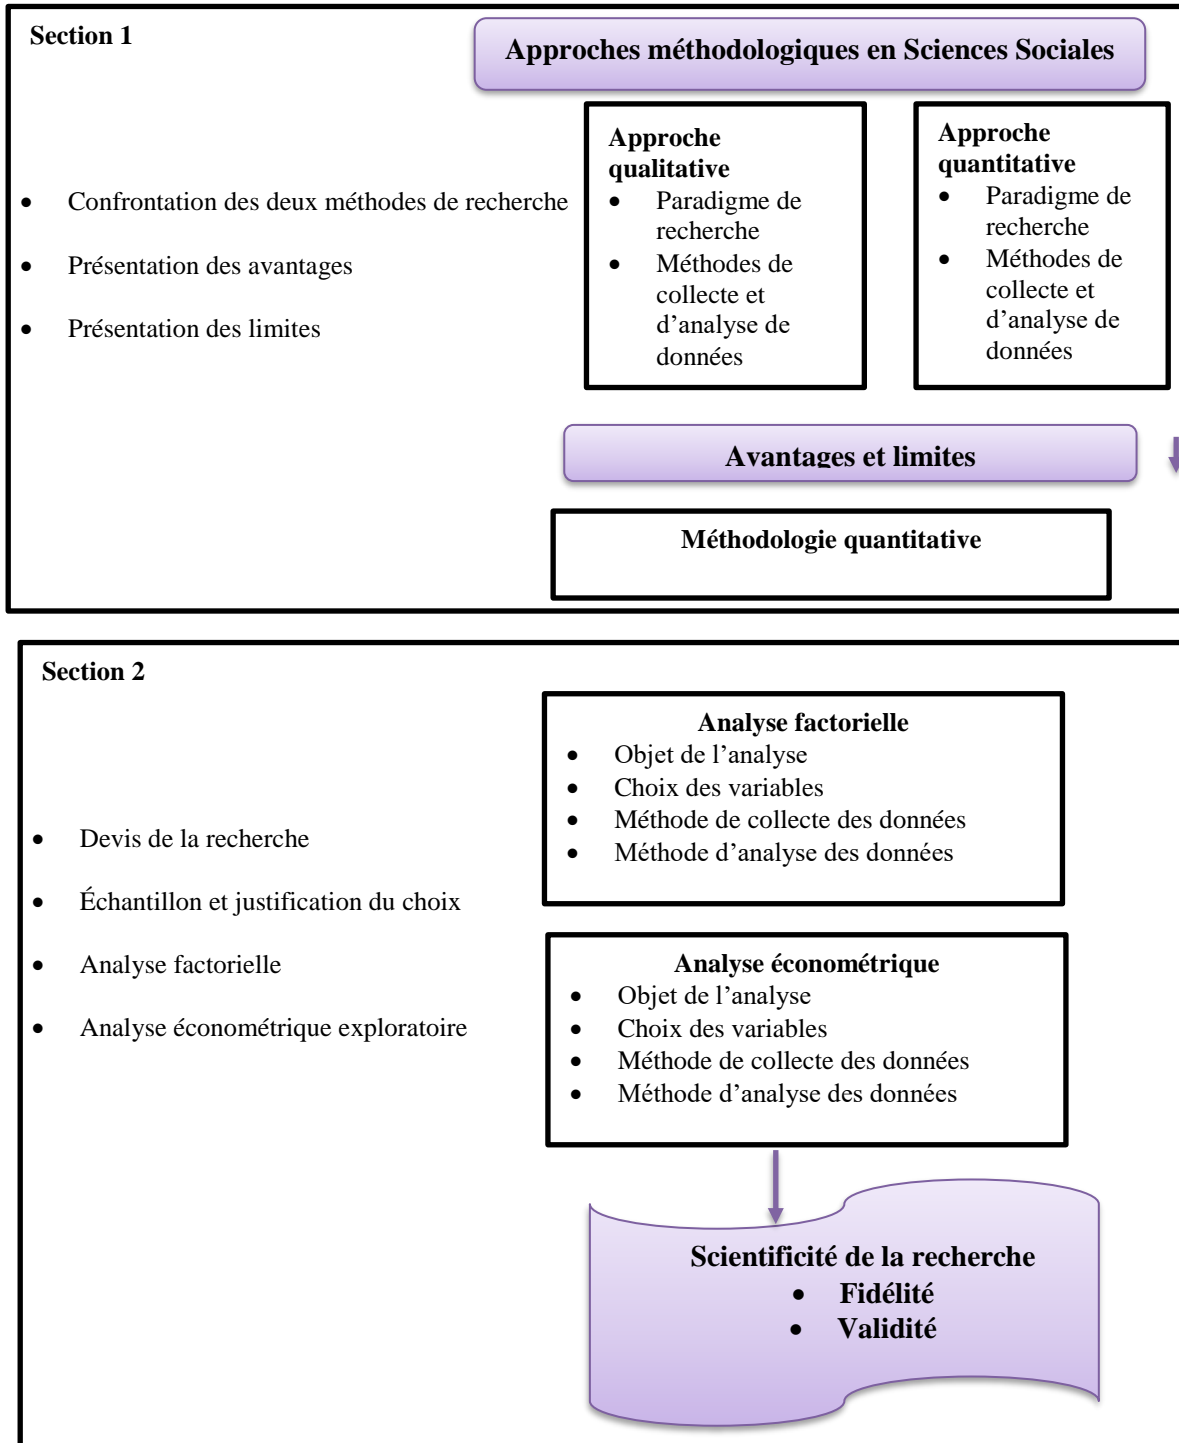 Section 1
Approches méthodologiques en Sciences Sociales
• Confrontation des deux méthodes de recherche
• Présentation des avantages
• Présentation des limites
Approche
qualitative
• Paradigme de
recherche
• Méthodes de
collecte et
d'analyse de
données
Approche
quantitative
• Paradigme de
recherche
• Méthodes de
collecte et
d'analyse de
données
Avantages et limites
Méthodologie quantitative
Section 2
• Devis de la recherche
• Échantillon et justification du choix
• Analyse factorielle
• Analyse économétrique exploratoire
Analyse factorielle
• Objet de l'analyse
• Choix des variables
• Méthode de collecte des données
• Méthode d'analyse des données
Analyse économétrique
• Objet de l'analyse
• Choix des variables
• Méthode de collecte des données
• Méthode d'analyse des données
Scientificité de la recherche
• Fidélité
• Validité